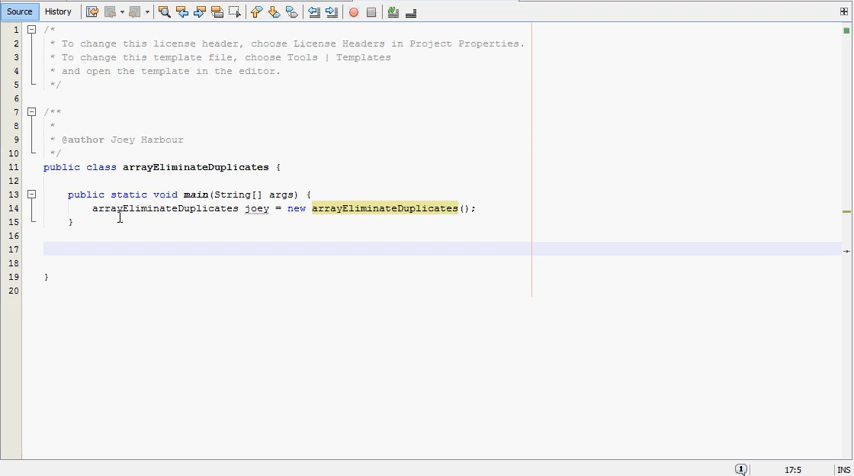 Source History
1 /*
2 * To change this license header, choose License Headers in Project Properties.
3 * To change this template file, choose Tools | Templates
4 * and open the template in the editor.
5 */
6
7 /**
8 *
9 * @author Joey Harbour
10 */
11 public class arrayEliminateDuplicates {
12
13 public static void main(String[] args) {
14 arrayEliminateDuplicates joey = new arrayEliminateDuplicates();
15 }
16
17
18
19 }
20
1 17:5 INS